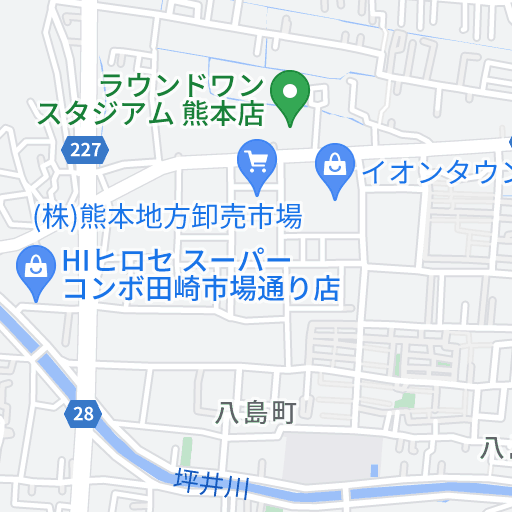 ラウンドワン
スタジアム 熊本店
227
イオンタウン
(株)熊本地方卸売市場
HIヒロセ スーパー
コンボ田崎市場通り店
28
八島町
八
坪井川